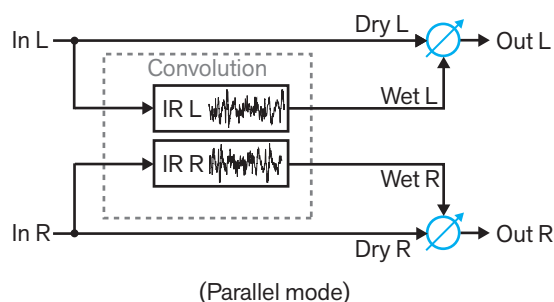 In L
Dry L
Out L
Convolution
IR L
Wet L
IR R
Wet R
In R
Dry R
Out R
(Parallel mode)